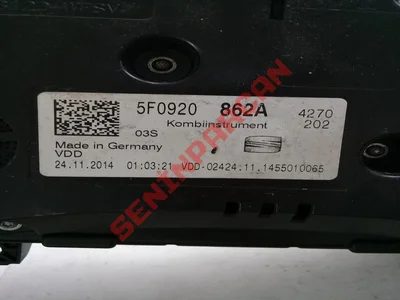 5F0920 862A 4270
Kombiinstrument 202
03S
Made in Germany
VDD
24.11.2014 01:03:21 VDD-02424.11.1455010065
SENINPARCAN